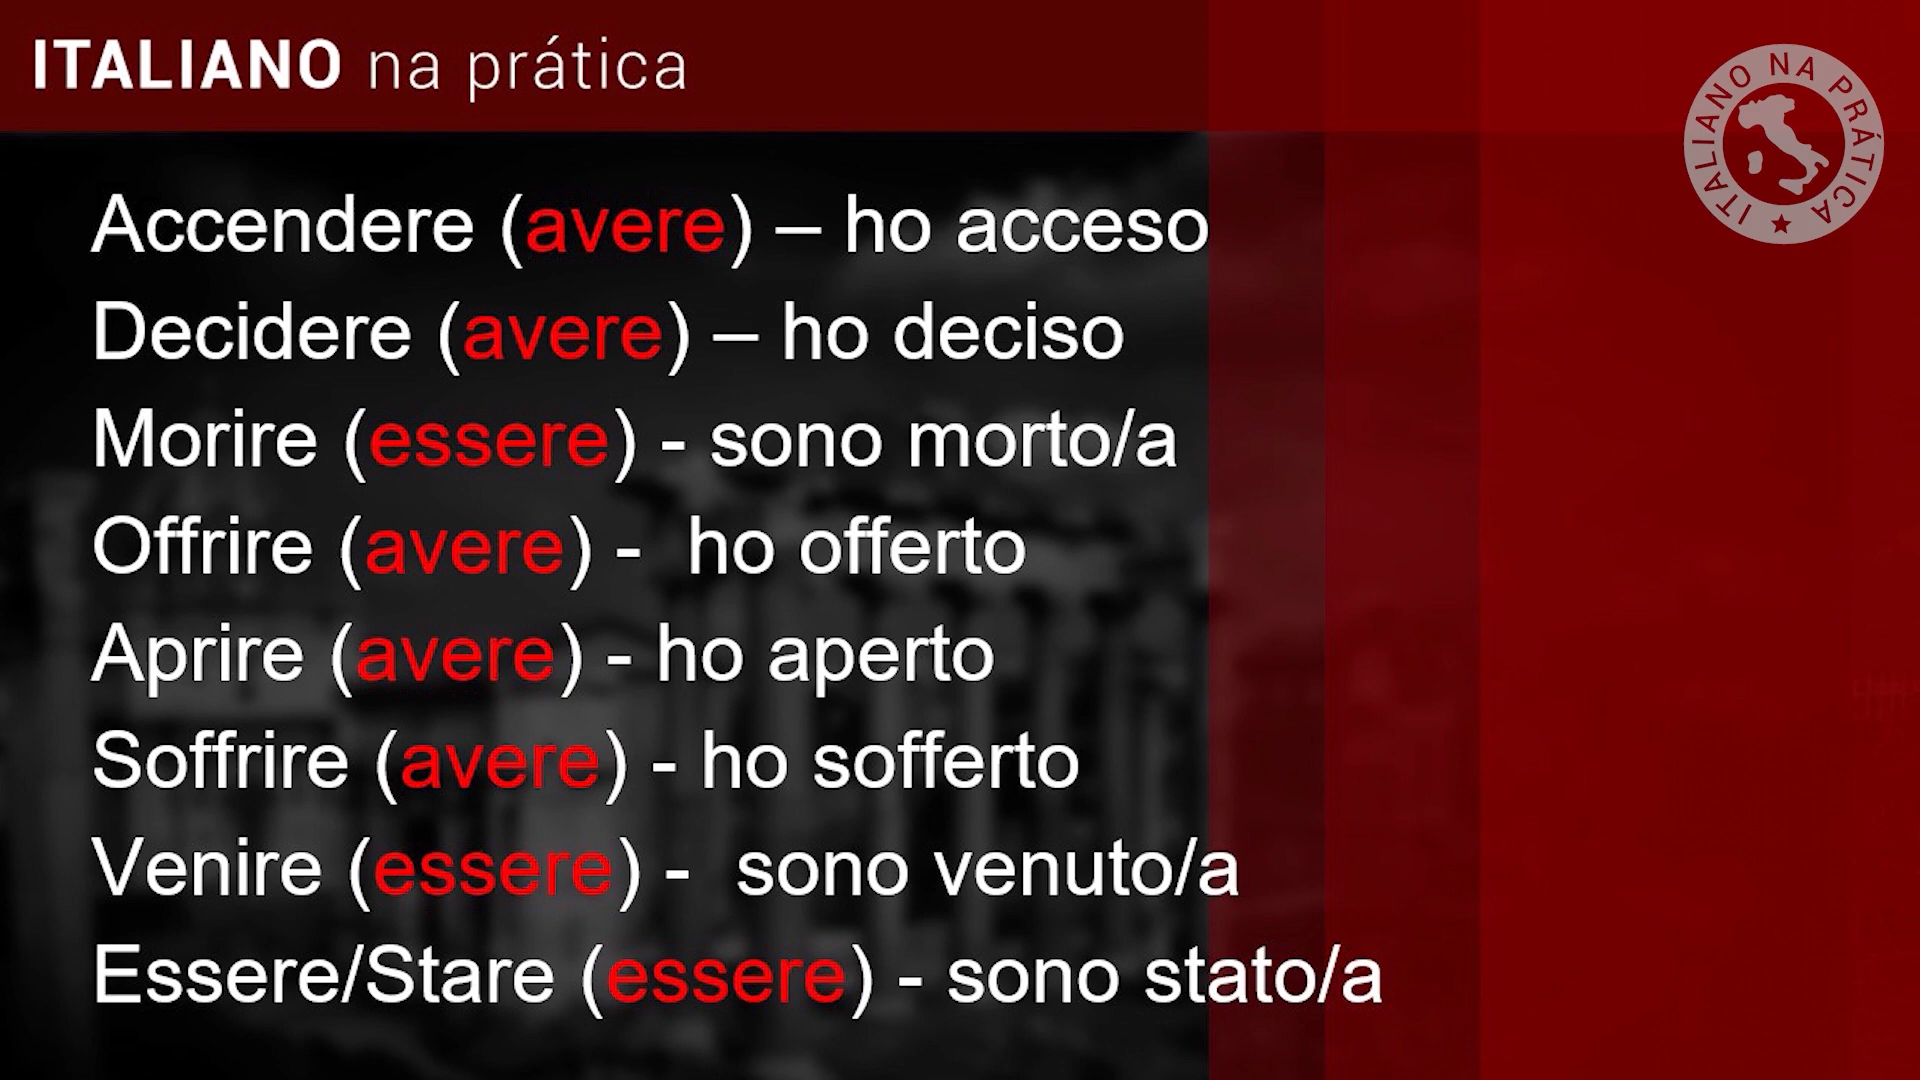 ITALIANO na prática
ITALIANO NA PRÁTICA
Accendere (avere) – ho acceso
Decidere (avere) – ho deciso
Morire (essere) - sono morto/a
Offrire (avere) -  ho offerto
Aprire (avere) - ho aperto
Soffrire (avere) - ho sofferto
Venire (essere) -  sono venuto/a
Essere/Stare (essere) - sono stato/a